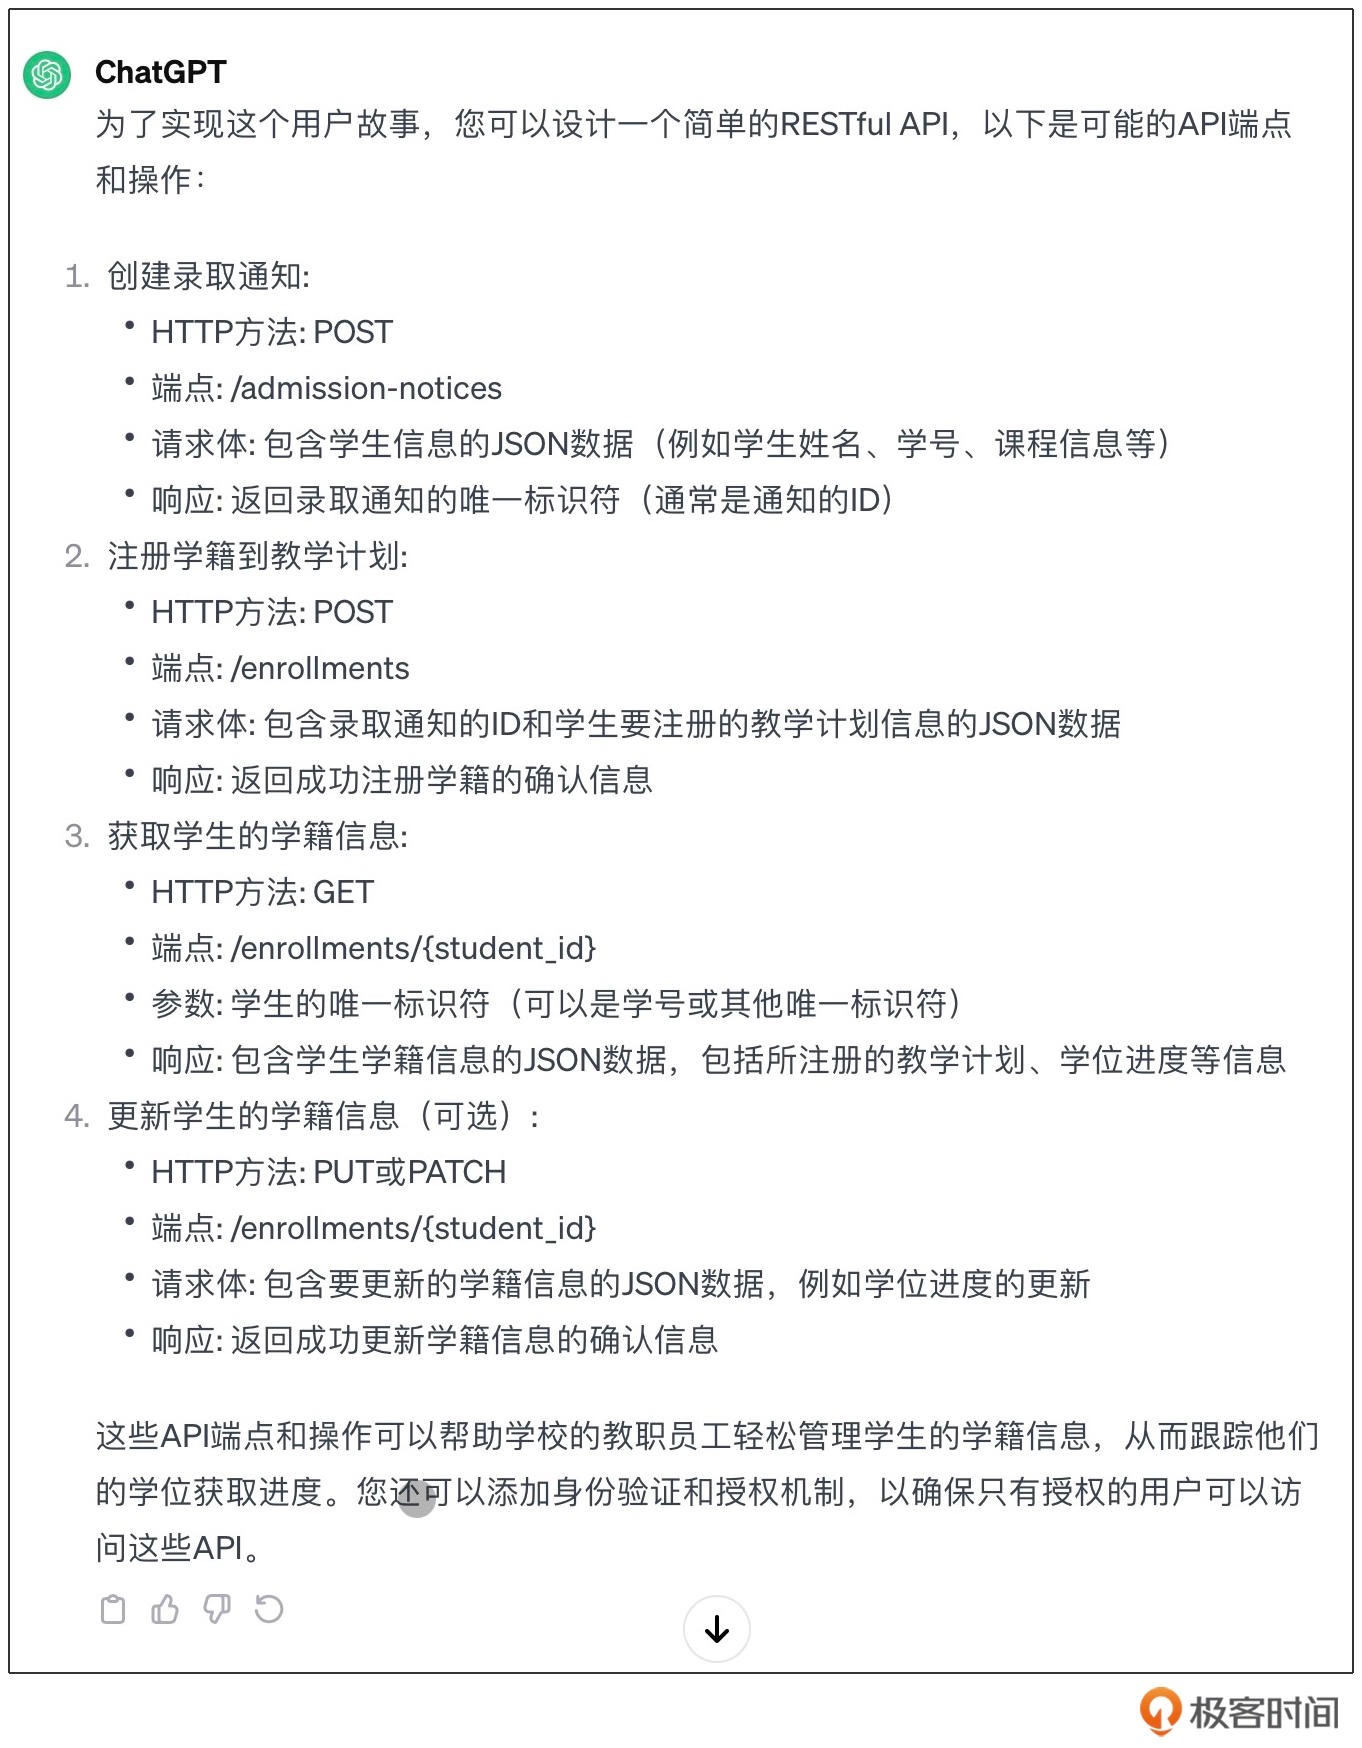 ChatGPT
为了实现这个用户故事，您可以设计一个简单的RESTful API，以下是可能的API端点
和操作：
1. 创建录取通知:
• HTTP方法: POST
• 端点: /admission-notices
• 请求体: 包含学生信息的JSON数据（例如学生姓名、学号、课程信息等）
• 响应: 返回录取通知的唯一标识符（通常是通知的ID）
2. 注册学籍到教学计划:
• HTTP方法: POST
• 端点: /enrollments
• 请求体: 包含录取通知的ID和学生要注册的教学计划信息的JSON数据
• 响应: 返回成功注册学籍的确认信息
3. 获取学生的学籍信息:
• HTTP方法: GET
• 端点: /enrollments/{student_id}
• 参数: 学生的唯一标识符（可以是学号或其他唯一标识符）
• 响应: 包含学生学籍信息的JSON数据，包括所注册的教学计划、学位进度等信息
4. 更新学生的学籍信息（可选）:
• HTTP方法: PUT或PATCH
• 端点: /enrollments/{student_id}
• 请求体: 包含要更新的学籍信息的JSON数据，例如学位进度的更新
• 响应: 返回成功更新学籍信息的确认信息
这些API端点和操作可以帮助学校的教职员工轻松管理学生的学籍信息，从而跟踪他们
的学位获取进度。您还可以添加身份验证和授权机制，以确保只有授权的用户可以访
问这些API。
极客时间